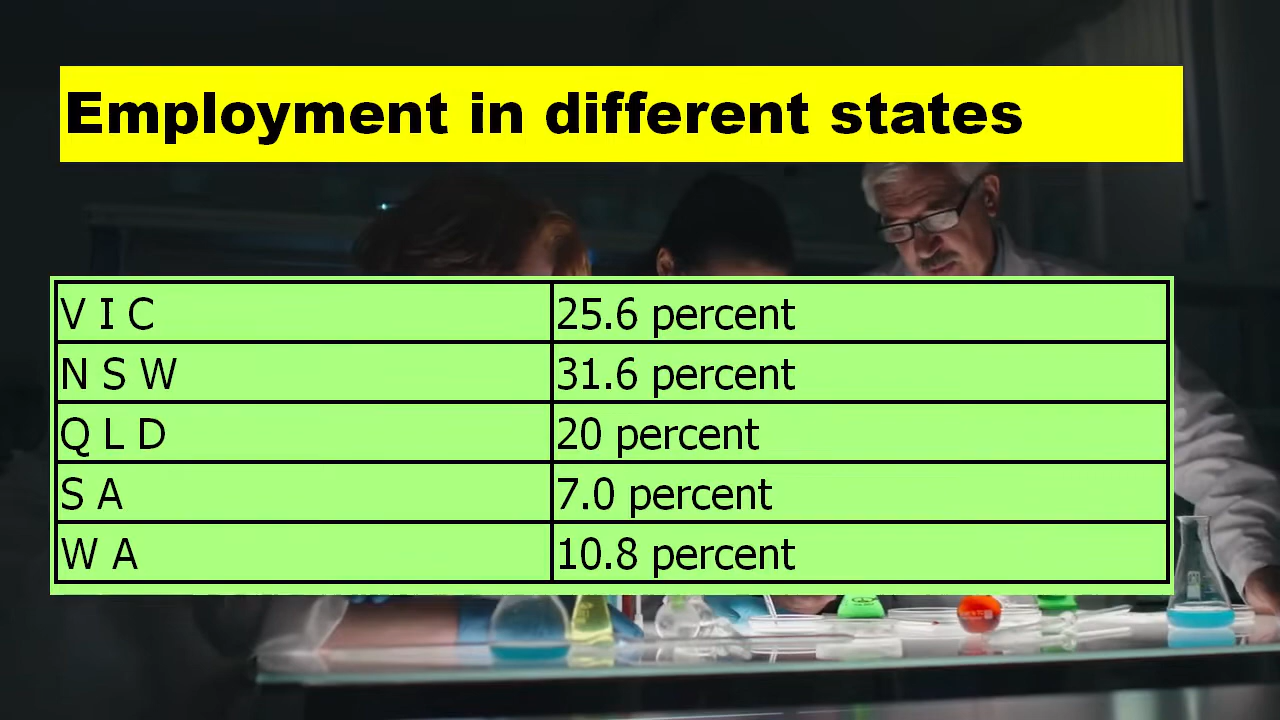 Employment in different states
V I C 25.6 percent
N S W 31.6 percent
Q L D 20 percent
S A 7.0 percent
W A 10.8 percent